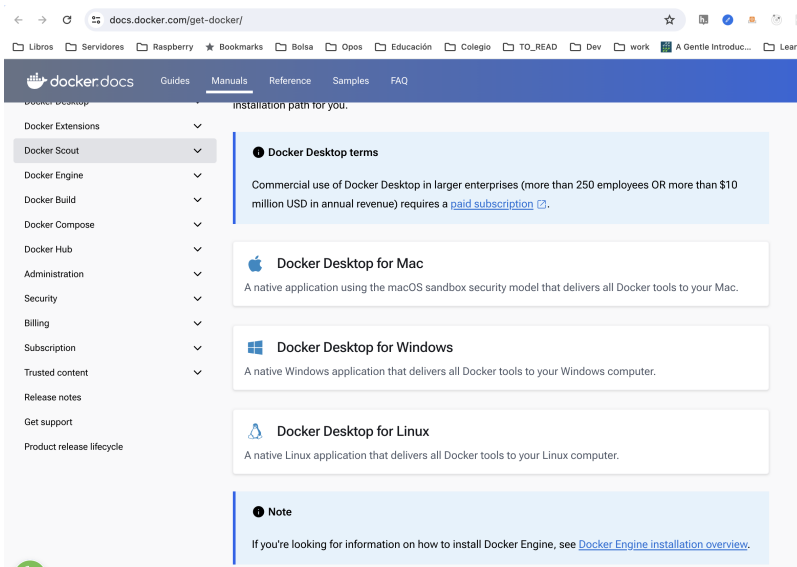 docs.docker.com/get-docker/
Libros Servidores Raspberry Bookmarks Bolsa Opos Educación Colegio TO_READ Dev work A Gentle Introduc... Lear
docker.docs Guides Manuals Reference Samples FAQ
Docker Desktop
installation path for you.
Docker Extensions
Docker Scout
Docker Engine
Docker Build
Docker Compose
Docker Hub
Administration
Security
Billing
Subscription
Trusted content
Release notes
Get support
Product release lifecycle
Docker Desktop terms
Commercial use of Docker Desktop in larger enterprises (more than 250 employees OR more than $10
million USD in annual revenue) requires a paid subscription.
Docker Desktop for Mac
A native application using the macOS sandbox security model that delivers all Docker tools to your Mac.
Docker Desktop for Windows
A native Windows application that delivers all Docker tools to your Windows computer.
Docker Desktop for Linux
A native Linux application that delivers all Docker tools to your Linux computer.
Note
If you're looking for information on how to install Docker Engine, see Docker Engine installation overview.